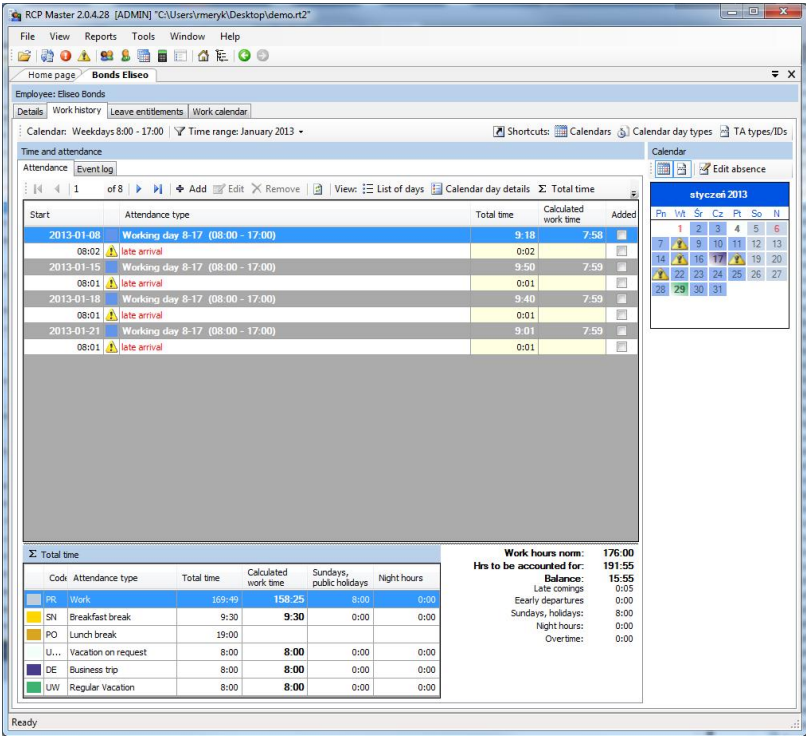 RCP Master 2.0.4.28 [ADMIN] "C:\Users\rmeryk\Desktop\demo.rt2"
File View Reports Tools Window Help
Home page Bonds Eliseo
Employee: Eliseo Bonds
Details Work history Leave entitlements Work calendar
Calendar: Weekdays 8:00 - 17:00 Time range: January 2013 Shortcuts: Calendars Calendar day types TA types/IDs
Time and attendance Calendar
Attendance Event log
1 of 8 Add Edit Remove View: List of days Calendar day details Σ Total time Edit absence
styczeń 2013
Start Attendance type Total time Calculated work time Added
2013-01-08 Working day 8-17 (08:00 - 17:00) 9:18 7:58
08:02 late arrival 0:02
2013-01-15 Working day 8-17 (08:00 - 17:00) 9:50 7:59
08:01 late arrival 0:01
2013-01-18 Working day 8-17 (08:00 - 17:00) 9:40 7:59
08:01 late arrival 0:01
2013-01-21 Working day 8-17 (08:00 - 17:00) 9:01 7:59
08:01 late arrival 0:01
Pn Wt Śr Cz Pt So N
1 2 3 4 5 6
7 9 10 11 12 13
14 16 17 19 20
22 23 24 25 26 27
28 29 30 31
Σ Total time
Code Attendance type Total time Calculated work time Sundays, public holidays Night hours
PR Work 169:49 158:25 8:00 0:00
SN Breakfast break 9:30 9:30 0:00 0:00
PO Lunch break 19:00
U... Vacation on request 8:00 8:00 0:00 0:00
DE Business trip 8:00 8:00 0:00 0:00
UW Regular Vacation 8:00 8:00 0:00 0:00
Work hours norm: 176:00
Hrs to be accounted for: 191:55
Balance: 15:55
Late comings 0:05
Eearly departures 0:00
Sundays, holidays: 8:00
Night hours: 0:00
Overtime: 0:00
Ready